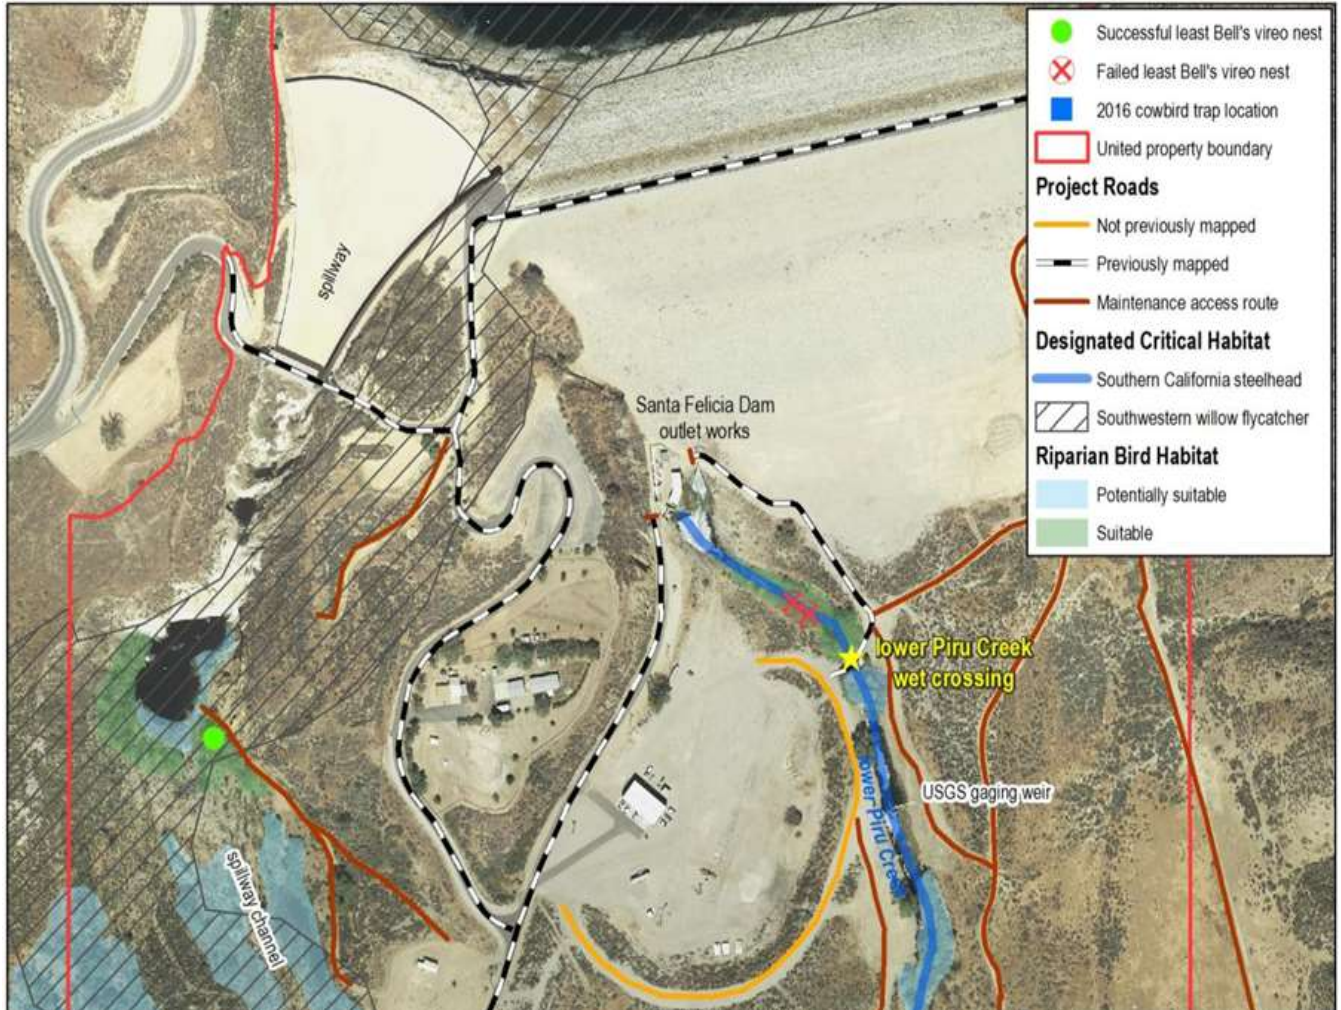 Successful least Bell's vireo nest
Failed least Bell's vireo nest
2016 cowbird trap location
United property boundary
Project Roads
Not previously mapped
Previously mapped
Maintenance access route
Designated Critical Habitat
Southern California steelhead
Southwestern willow flycatcher
Riparian Bird Habitat
Potentially suitable
Suitable
spillway
Santa Felicia Dam
outlet works
lower Piru Creek
wet crossing
USGS gaging weir
lower Piru Creek
spillway channel